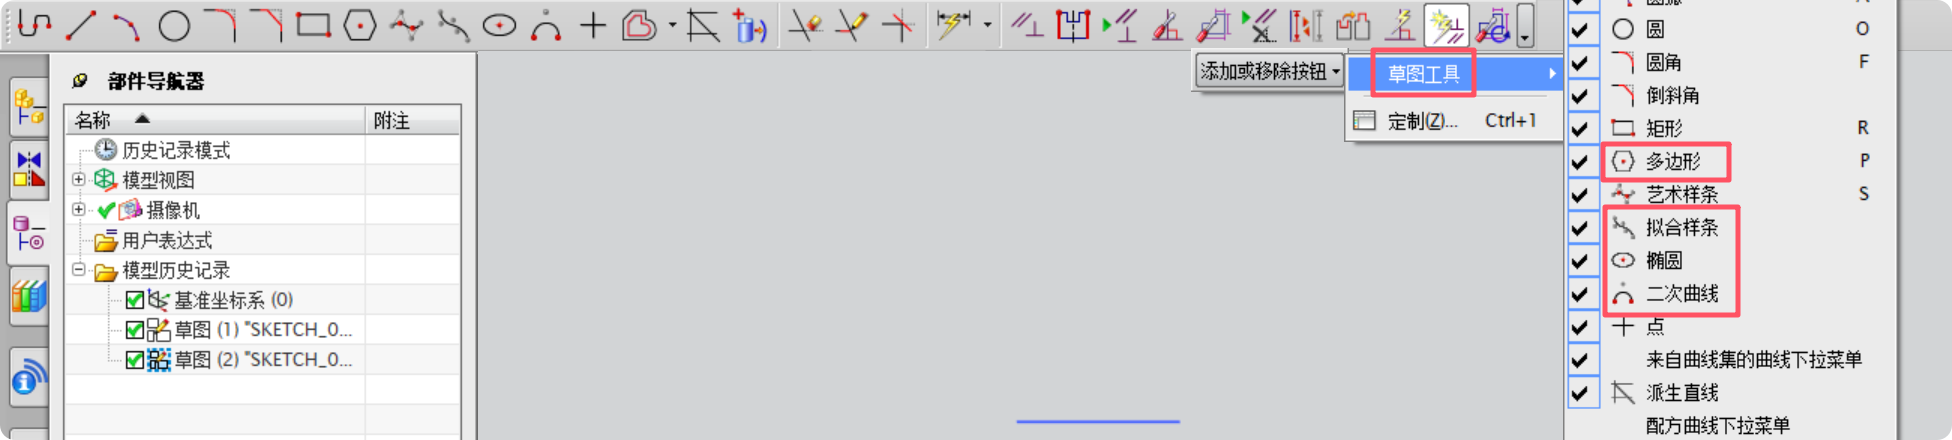 部件导航器
名称 附注
历史记录模式
模型视图
摄像机
用户表达式
模型历史记录
基准坐标系 (0)
草图 (1) "SKETCH_0...
草图 (2) "SKETCH_0...
添加或移除按钮
草图工具
定制(Z)... Ctrl+1
圆弧 A
圆 O
圆角 F
倒斜角
矩形 R
多边形 P
艺术样条 S
拟合样条
椭圆
二次曲线
点
来自曲线集的曲线下拉菜单
派生直线
配方曲线下拉菜单